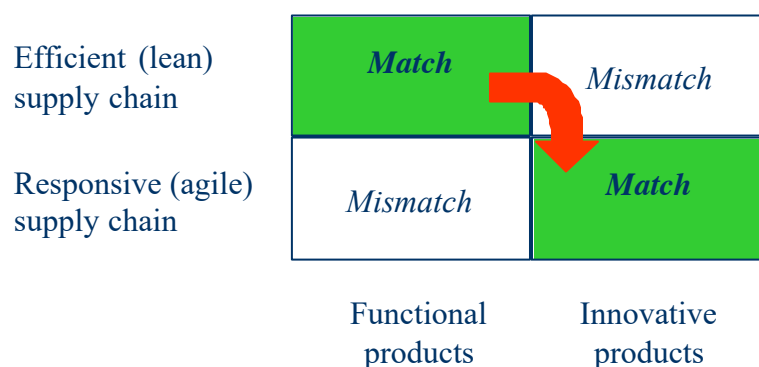 Efficient (lean)
supply chain
Match
Mismatch
Responsive (agile)
supply chain
Mismatch
Match
Functional
products
Innovative
products